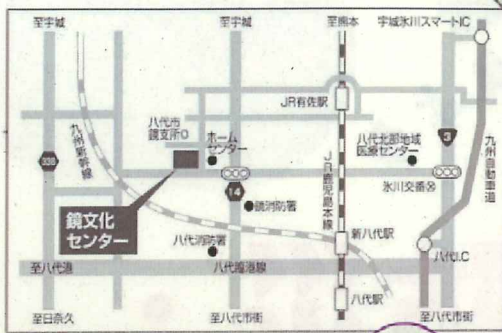 至宇城
至宇城
至熊本
宇城氷川スマートIC
JR有佐駅
八代市
鏡支所
ホーム
センター
八代北部地域
医療センター
3
九州新幹線
338
14
JR鹿児島本線
九州自動車道
氷川交番
鏡文化
センター
鏡消防署
八代消防署
新八代駅
八代I.C
至八代港
八代臨港線
八代駅
至日奈久
至八代市街
至八代市街